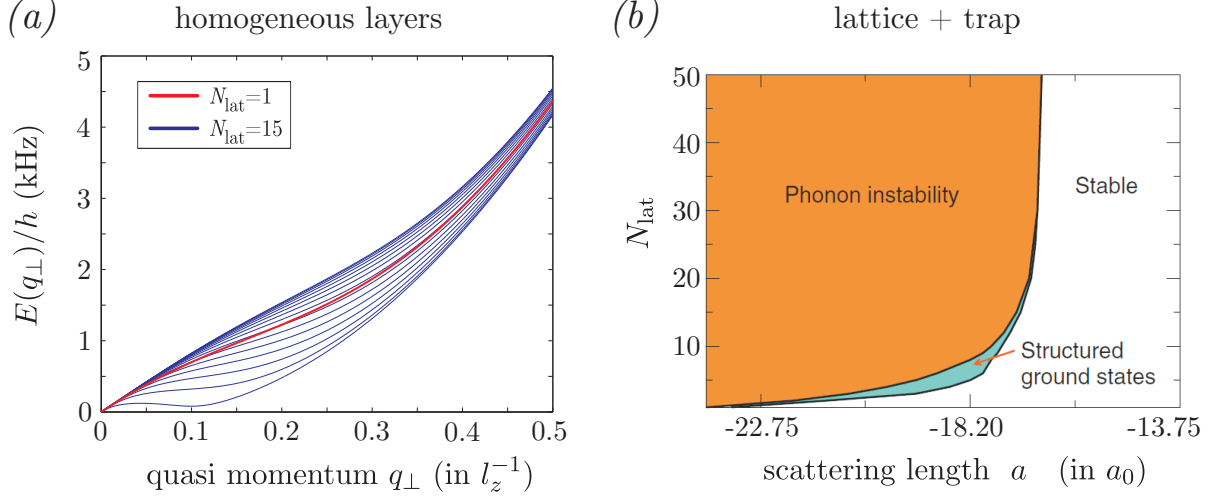 (a) homogeneous layers
E(q⊥)/h (kHz)
5
4
3
2
1
0
N_lat=1
N_lat=15
0 0.1 0.2 0.3 0.4 0.5
quasi momentum q⊥ (in l_z^{-1})
(b) lattice + trap
N_lat
50
40
30
20
10
Phonon instability
Stable
Structured
ground states
-22.75 -18.20 -13.75
scattering length a (in a_0)